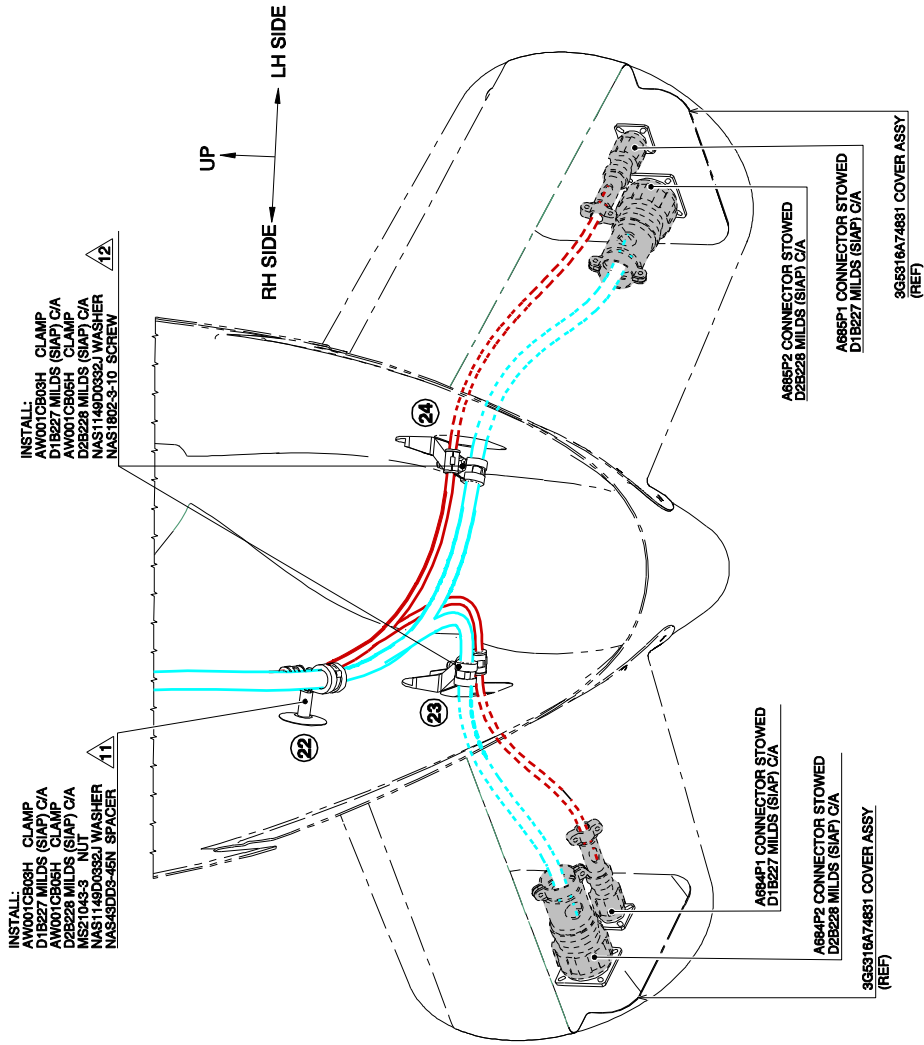 INSTALL:
AW001CB03H CLAMP
D1B227 MILDS (SIAP) C/A
AW001CB05H CLAMP
D2B228 MILDS (SIAP) C/A
MS21043-3 NUT
NAS1149D0332J WASHER
NAS43DD3-45N SPACER
11
INSTALL:
AW001CB03H CLAMP
D1B227 MILDS (SIAP) C/A
AW001CB05H CLAMP
D2B228 MILDS (SIAP) C/A
NAS1149D0332J WASHER
NAS1802-3-10 SCREW
12
UP
RH SIDE
LH SIDE
22
23
24
A684P1 CONNECTOR STOWED
D1B227 MILDS (SIAP) C/A
A684P2 CONNECTOR STOWED
D2B228 MILDS (SIAP) C/A
3G5316A74831 COVER ASSY
(REF)
A685P2 CONNECTOR STOWED
D2B228 MILDS (SIAP) C/A
A685P1 CONNECTOR STOWED
D1B227 MILDS (SIAP) C/A
3G5316A74831 COVER ASSY
(REF)